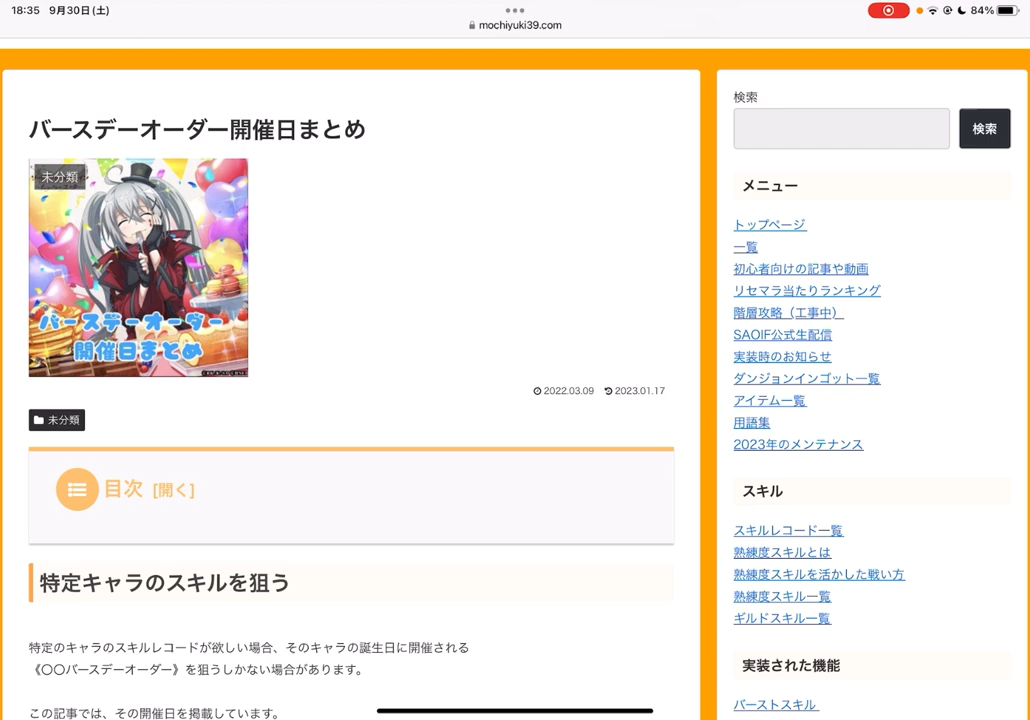 18:35 9月30日(土)
84%
mochiyuki39.com
バースデーオーダー開催日まとめ
未分類
バースデーオーダー
開催日まとめ
2022.03.09 2023.01.17
未分類
目次 [開く]
特定キャラのスキルを狙う
特定のキャラのスキルレコードが欲しい場合、そのキャラの誕生日に開催される
《〇〇バースデーオーダー》を狙うしかない場合があります。
この記事では、その開催日を掲載しています。
検索
検索
メニュー
トップページ
一覧
初心者向けの記事や動画
リセマラ当たりランキング
階層攻略（工事中）
SAOIF公式生配信
実装時のお知らせ
ダンジョンインゴット一覧
アイテム一覧
用語集
2023年のメンテナンス
スキル
スキルレコード一覧
熟練度スキルとは
熟練度スキルを活かした戦い方
熟練度スキル一覧
ギルドスキル一覧
実装された機能
バーストスキル